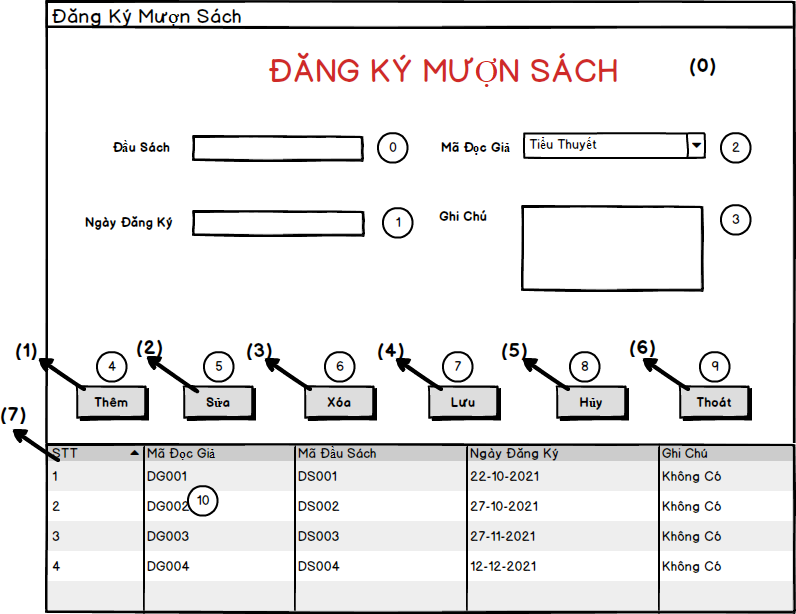 Đăng Ký Mượn Sách
ĐĂNG KÝ MƯỢN SÁCH (0)
Đầu Sách 0 Mã Đọc Giả Tiểu Thuyết 2
Ngày Đăng Ký 1 Ghi Chú 3
(1) (2) (3) (4) (5) (6)
4 5 6 7 8 9
Thêm Sửa Xóa Lưu Hủy Thoát
(7)
STT Mã Đọc Giả Mã Đầu Sách Ngày Đăng Ký Ghi Chú
1 DG001 DS001 22-10-2021 Không Có
2 DG002 10 DS002 27-10-2021 Không Có
3 DG003 DS003 27-11-2021 Không Có
4 DG004 DS004 12-12-2021 Không Có